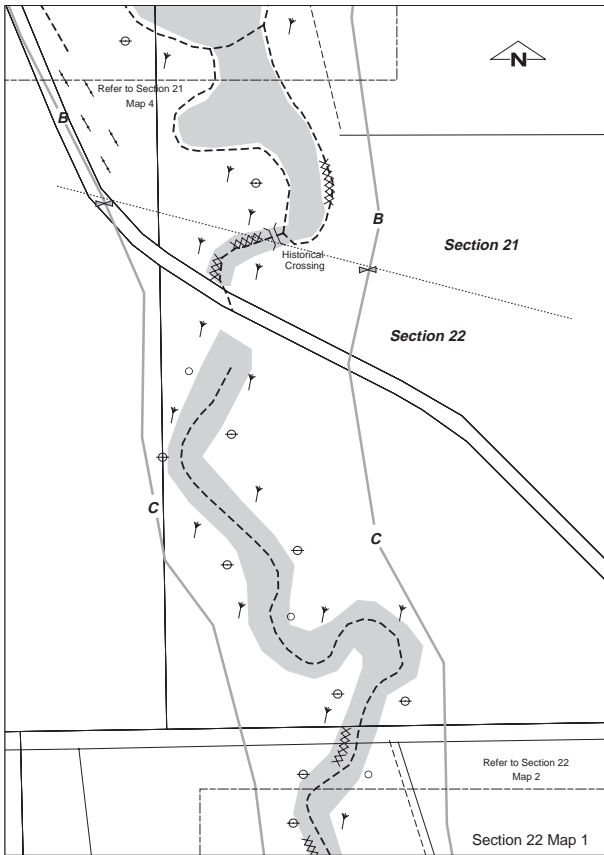 N
Refer to Section 21
Map 4
B
B
Section 21
Historical
Crossing
Section 22
C
C
Refer to Section 22
Map 2
Section 22 Map 1